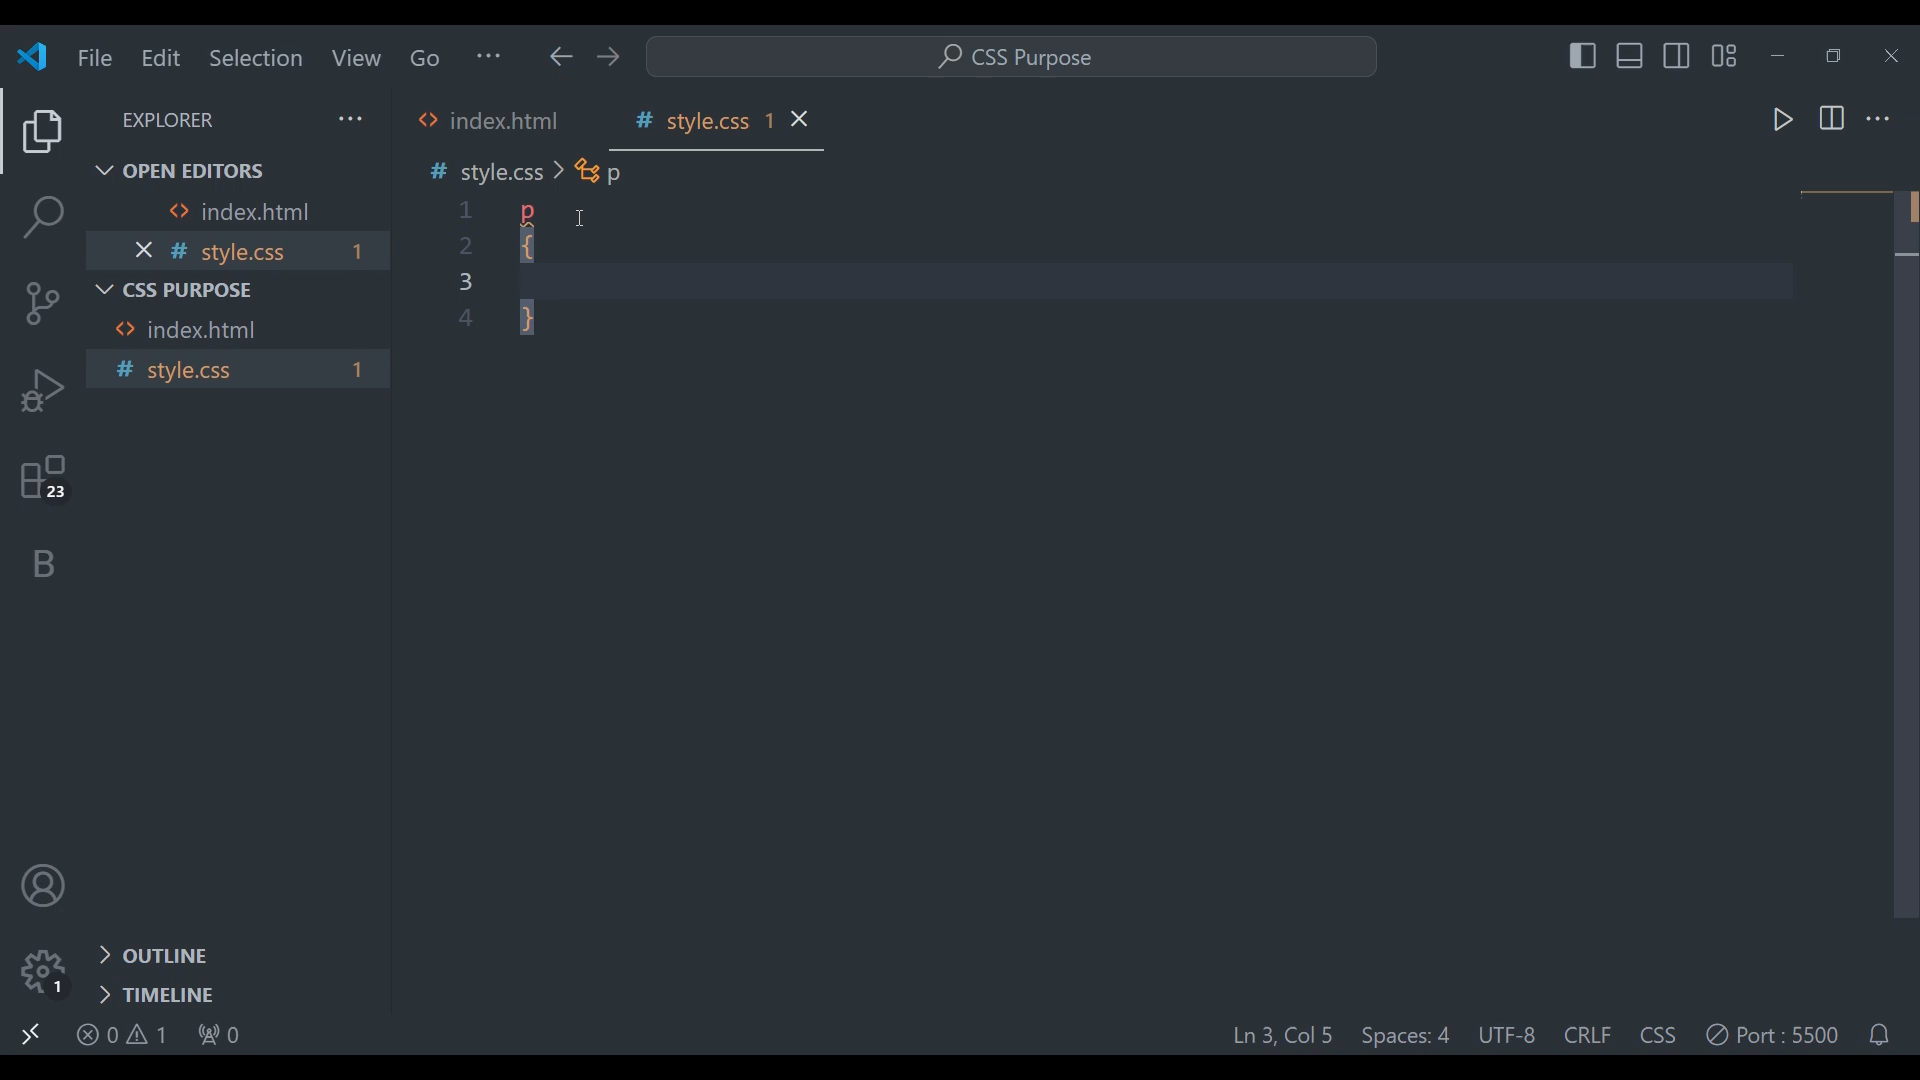 File Edit Selection View Go ··· CSS Purpose
EXPLORER ···
index.html
# style.css 1
OPEN EDITORS
index.html
# style.css 1
CSS PURPOSE
index.html
# style.css 1
# style.css > p
1 p
2 {
3
4 }
23
B
OUTLINE
1
TIMELINE
0 1 0 Ln 3, Col 5 Spaces: 4 UTF-8 CRLF CSS Port : 5500